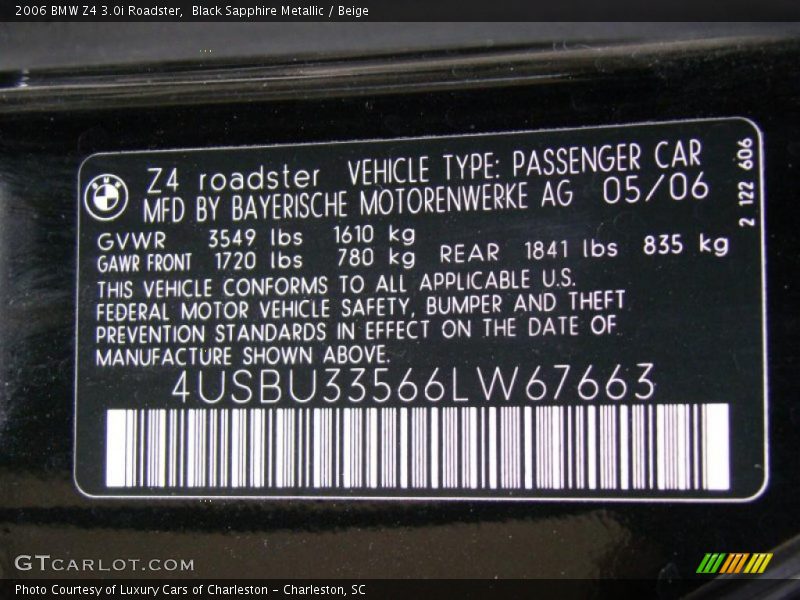 2006 BMW Z4 3.0i Roadster,  Black Sapphire Metallic / Beige
Z4 roadster VEHICLE TYPE: PASSENGER CAR
MFD BY BAYERISCHE MOTORENWERKE AG 05/06
2 122 606
GVWR 3549 lbs 1610 kg
GAWR FRONT 1720 lbs 780 kg REAR 1841 lbs 835 kg
THIS VEHICLE CONFORMS TO ALL APPLICABLE U.S.
FEDERAL MOTOR VEHICLE SAFETY, BUMPER AND THEFT
PREVENTION STANDARDS IN EFFECT ON THE DATE OF
MANUFACTURE SHOWN ABOVE.
4USBU33566LW67663
GTCARLOT.COM
Photo Courtesy of Luxury Cars of Charleston - Charleston, SC